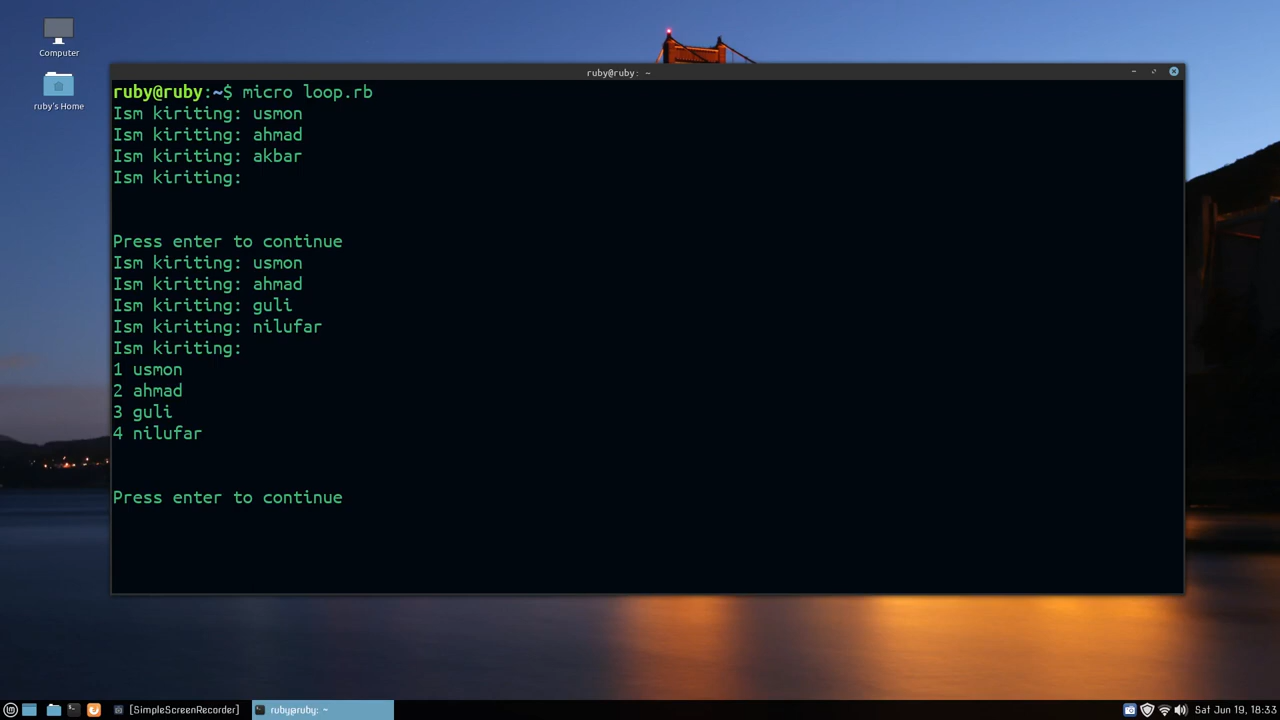 Computer
ruby's Home
ruby@ruby: ~
ruby@ruby:~$ micro loop.rb
Ism kiriting: usmon
Ism kiriting: ahmad
Ism kiriting: akbar
Ism kiriting:
Press enter to continue
Ism kiriting: usmon
Ism kiriting: ahmad
Ism kiriting: guli
Ism kiriting: nilufar
Ism kiriting:
1 usmon
2 ahmad
3 guli
4 nilufar
Press enter to continue
[SimpleScreenRecorder]
ruby@ruby: ~
Sat Jun 19, 18:33